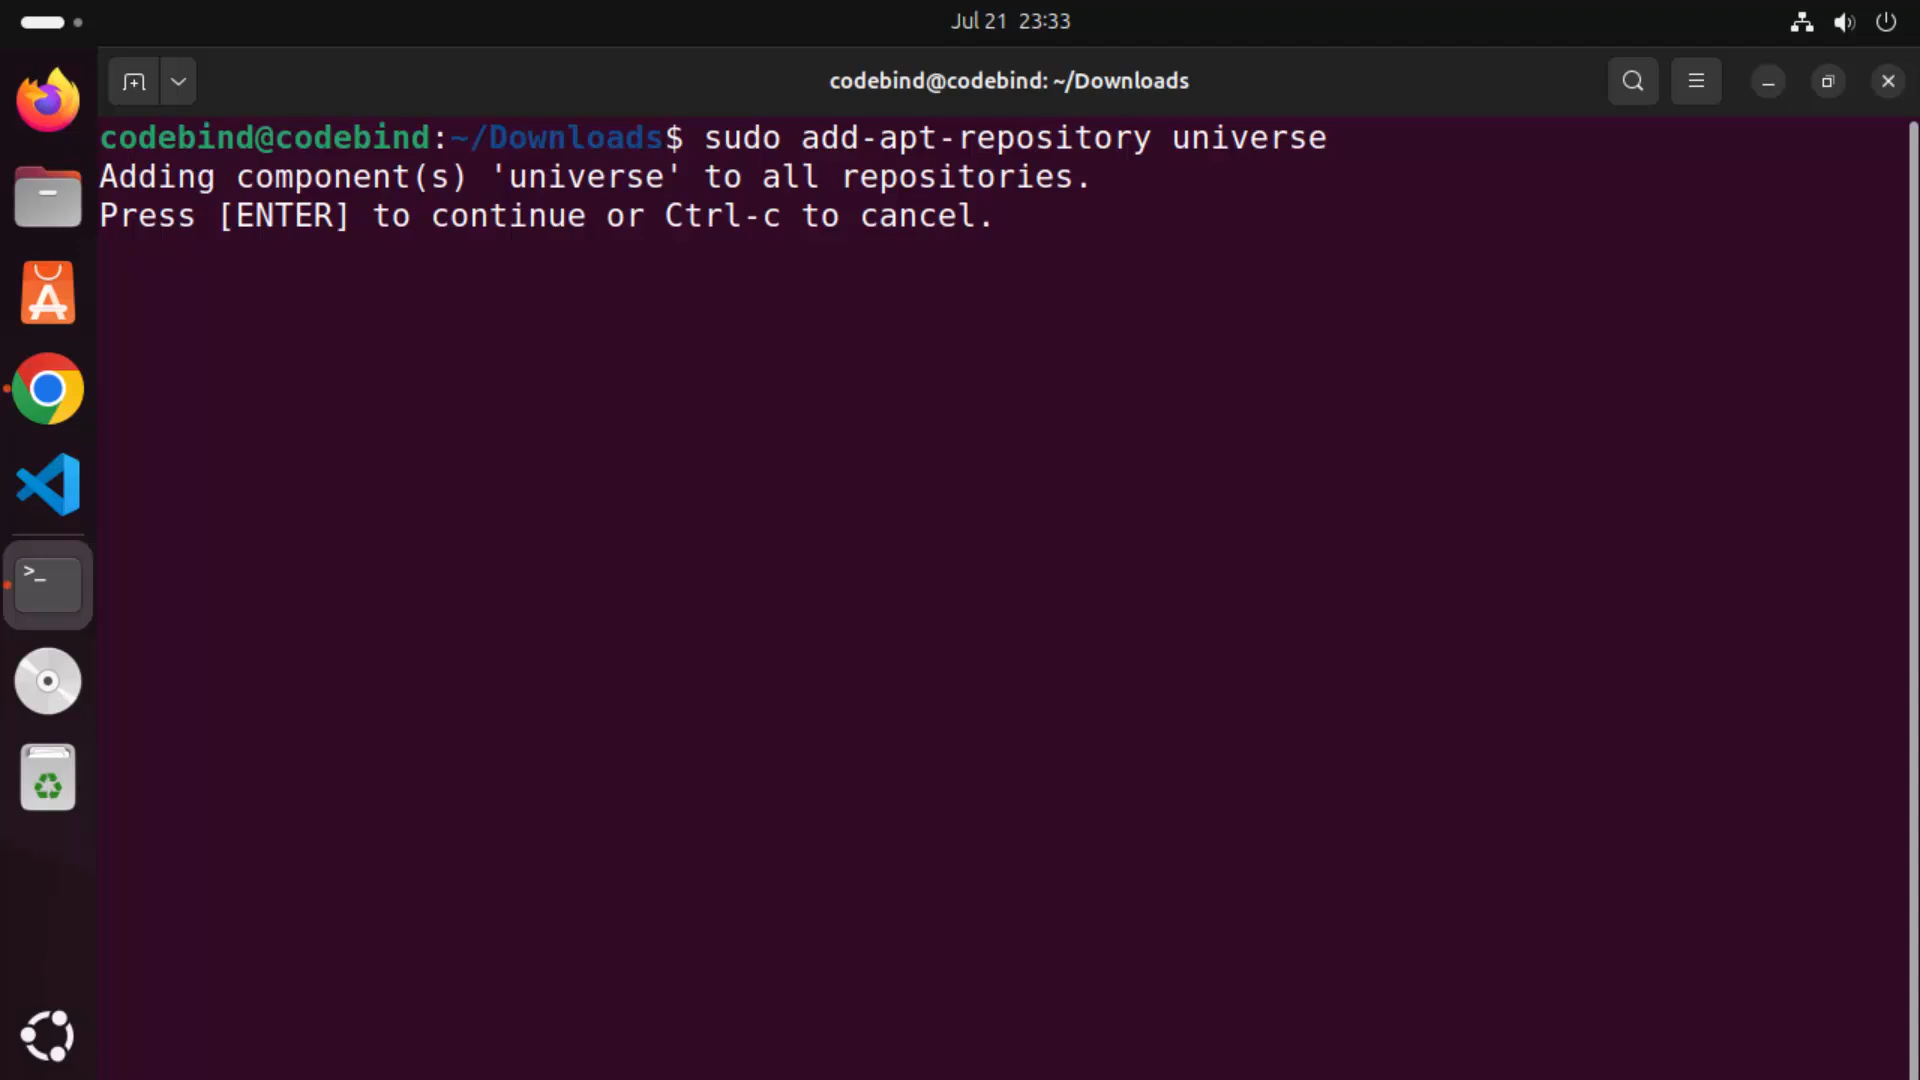 Jul 21 23:33
codebind@codebind: ~/Downloads
codebind@codebind:~/Downloads$ sudo add-apt-repository universe
Adding component(s) 'universe' to all repositories.
Press [ENTER] to continue or Ctrl-c to cancel.
>_